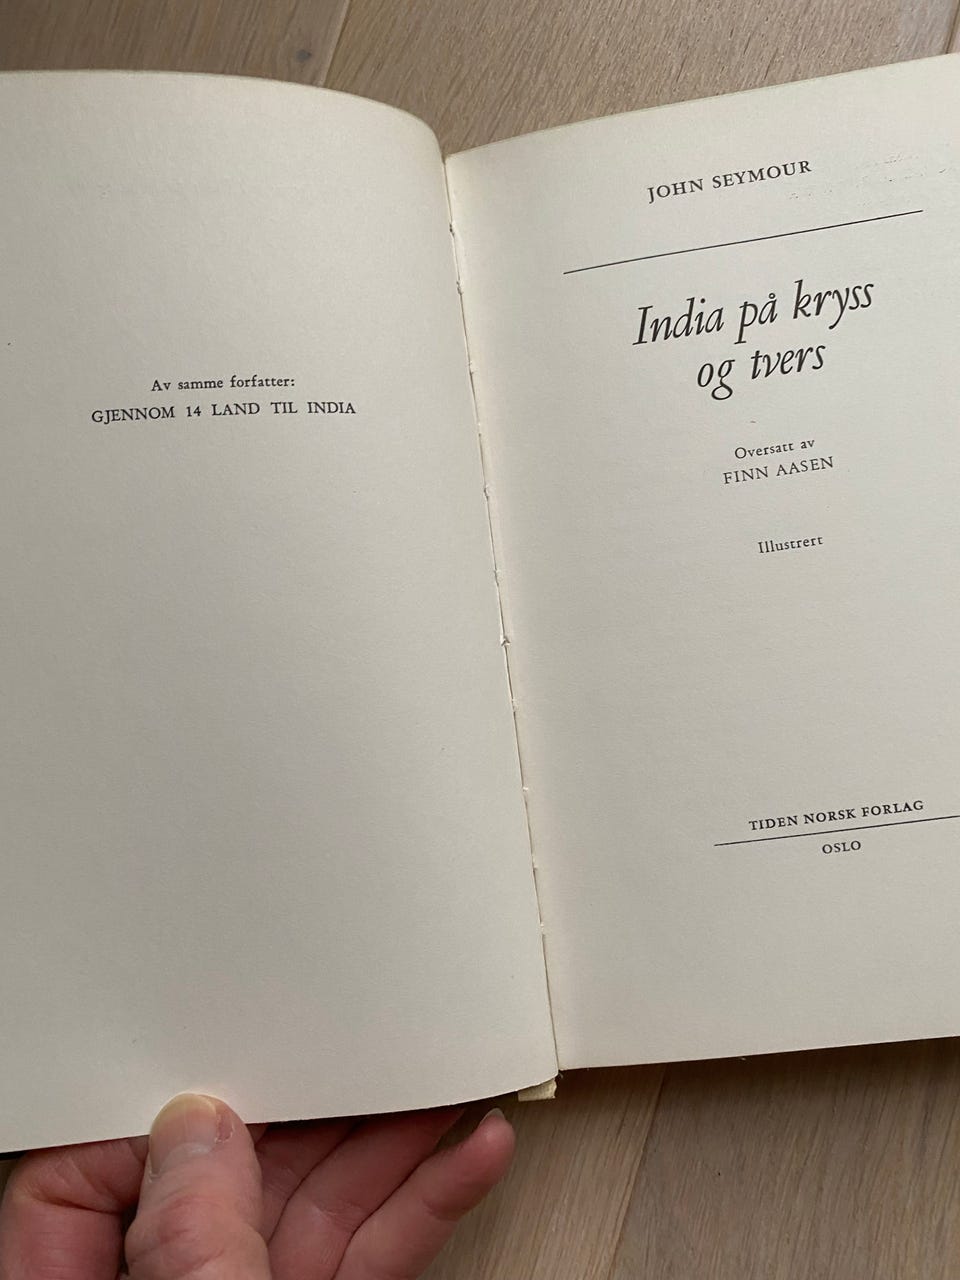 Av samme forfatter:
GJENNOM 14 LAND TIL INDIA
JOHN SEYMOUR
India på kryss
og tvers
Oversatt av
FINN AASEN
Illustrert
TIDEN NORSK FORLAG
OSLO